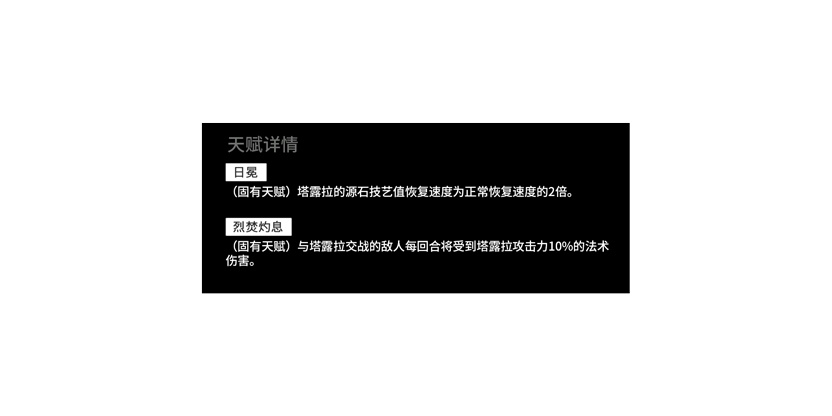 天赋详情
日冕
（固有天赋）塔露拉的源石技艺值恢复速度为正常恢复速度的2倍。
烈焚灼息
（固有天赋）与塔露拉交战的敌人每回合将受到塔露拉攻击力10%的法术
伤害。